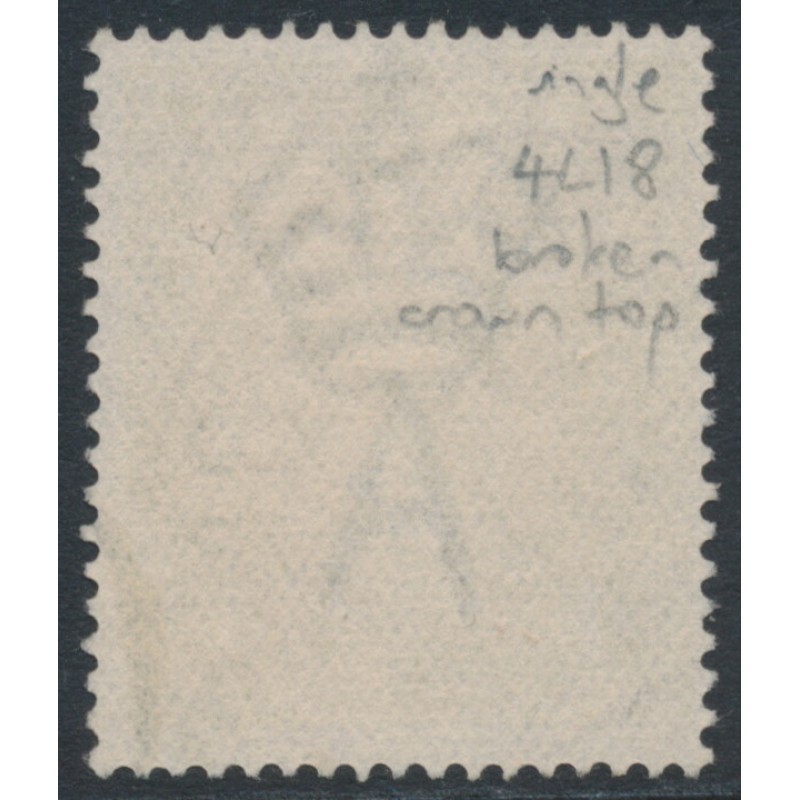 single
4L18
broken
crown top
A